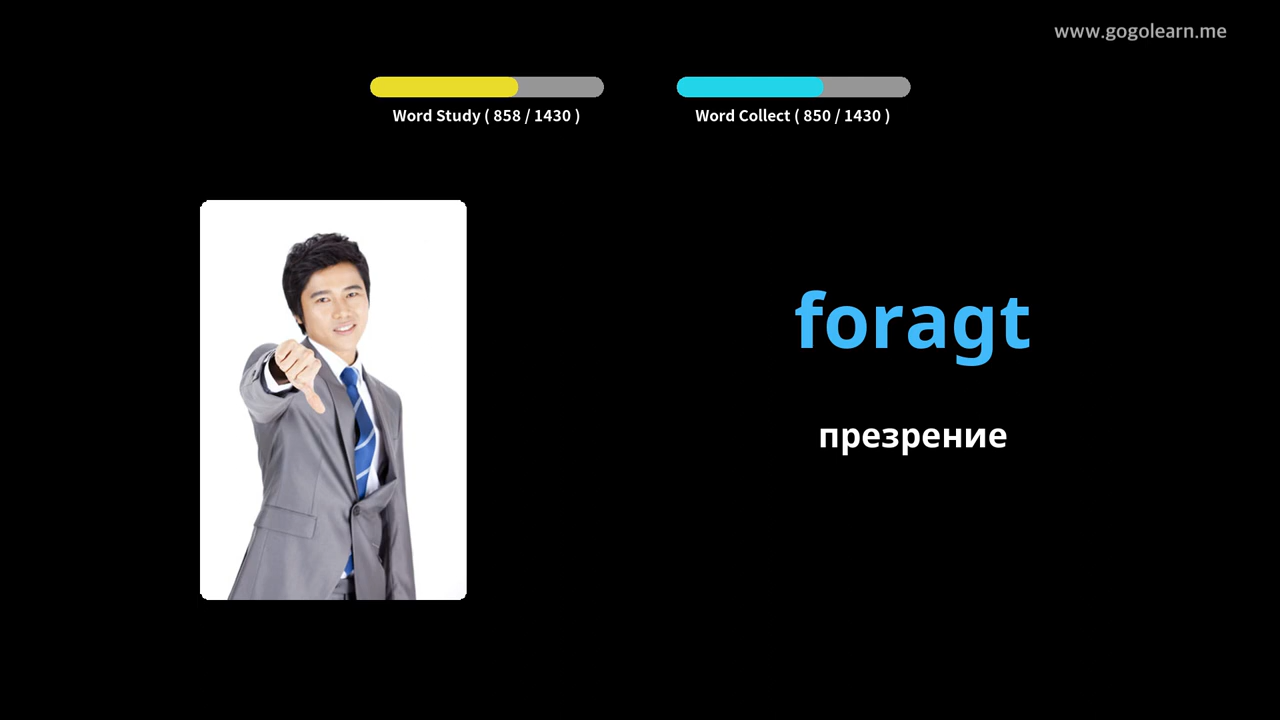 www.gogolearn.me
Word Study ( 858 / 1430 )
Word Collect ( 850 / 1430 )
foragt
презрение